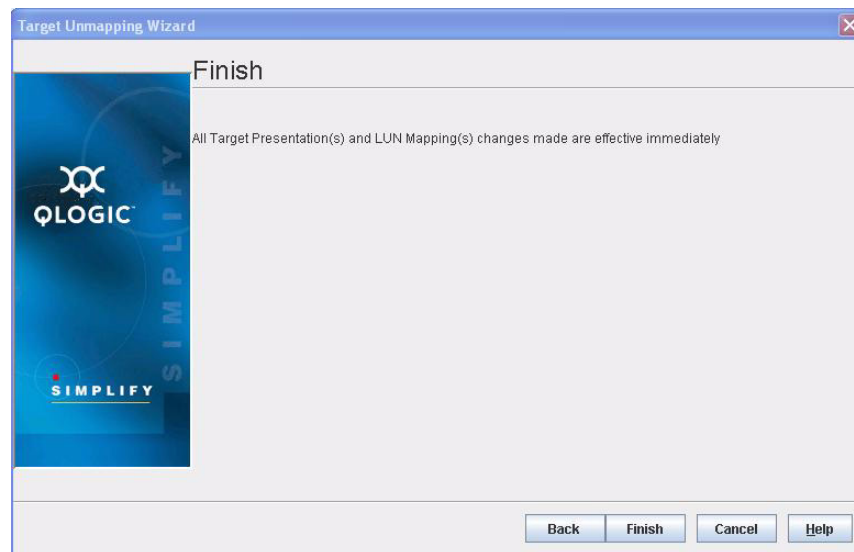 Target Unmapping Wizard
Finish
All Target Presentation(s) and LUN Mapping(s) changes made are effective immediately
QLOGIC
SIMPLIFY
SIMPLIFY
Back
Finish
Cancel
Help